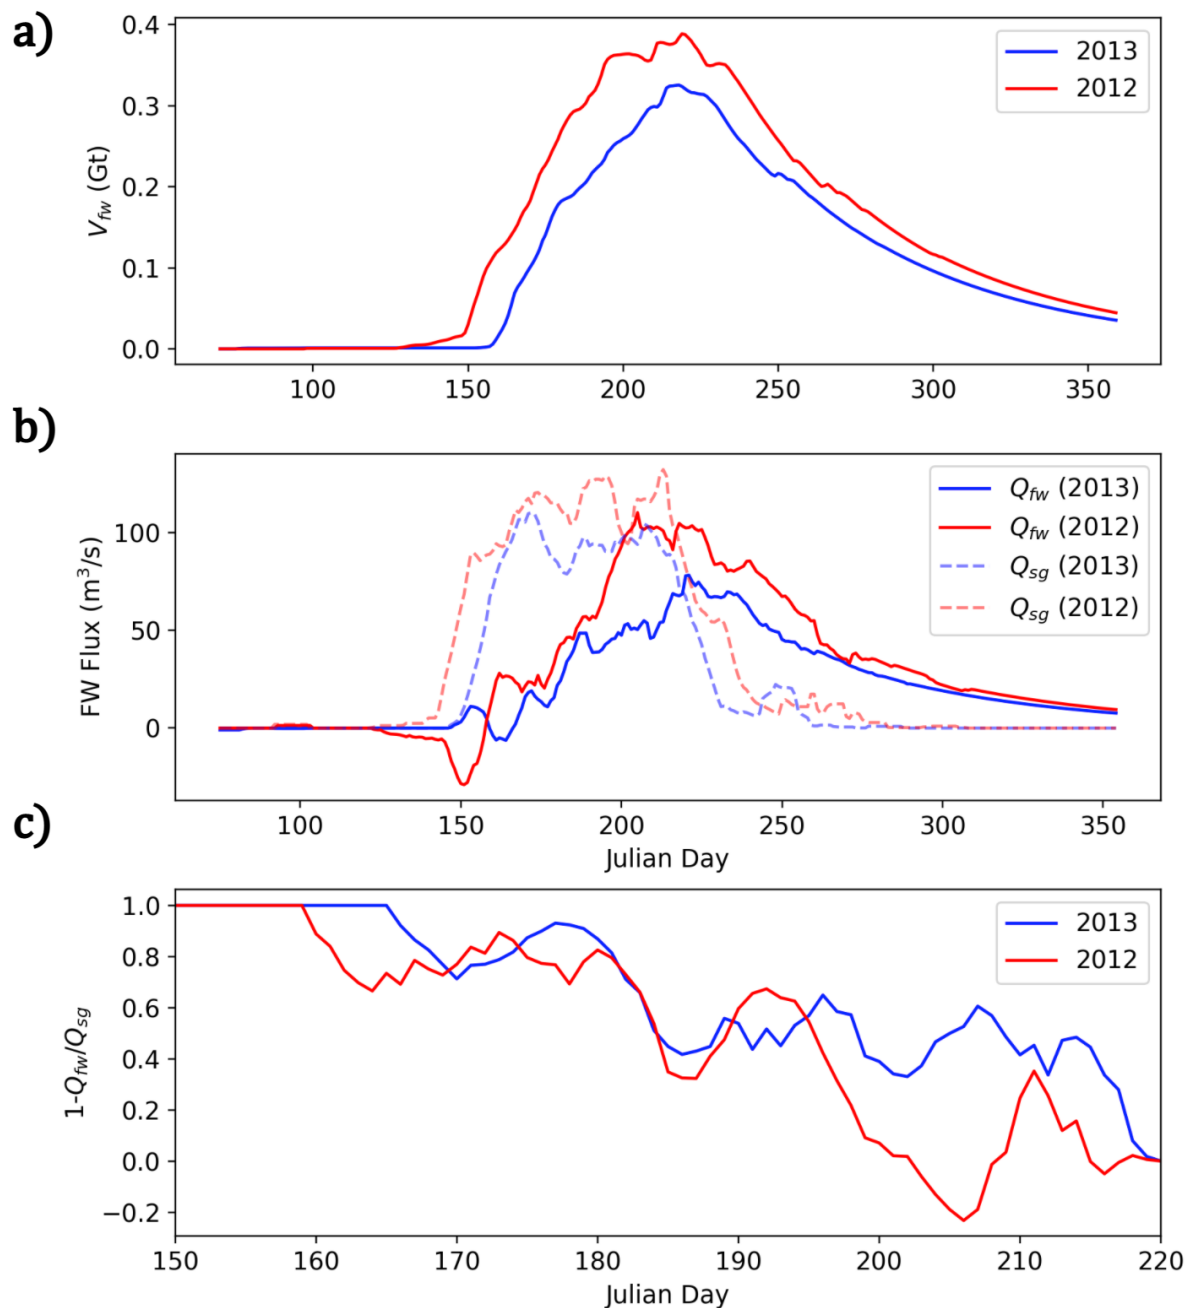 a)
0.4
0.3
0.2
0.1
0.0
V_fw (Gt)
2013
2012
100 150 200 250 300 350
b)
100
50
0
FW Flux (m³/s)
Q_fw (2013)
Q_fw (2012)
Q_sg (2013)
Q_sg (2012)
100 150 200 250 300 350
Julian Day
c)
1.0
0.8
0.6
0.4
0.2
0.0
−0.2
1-Q_fw/Q_sg
2013
2012
150 160 170 180 190 200 210 220
Julian Day